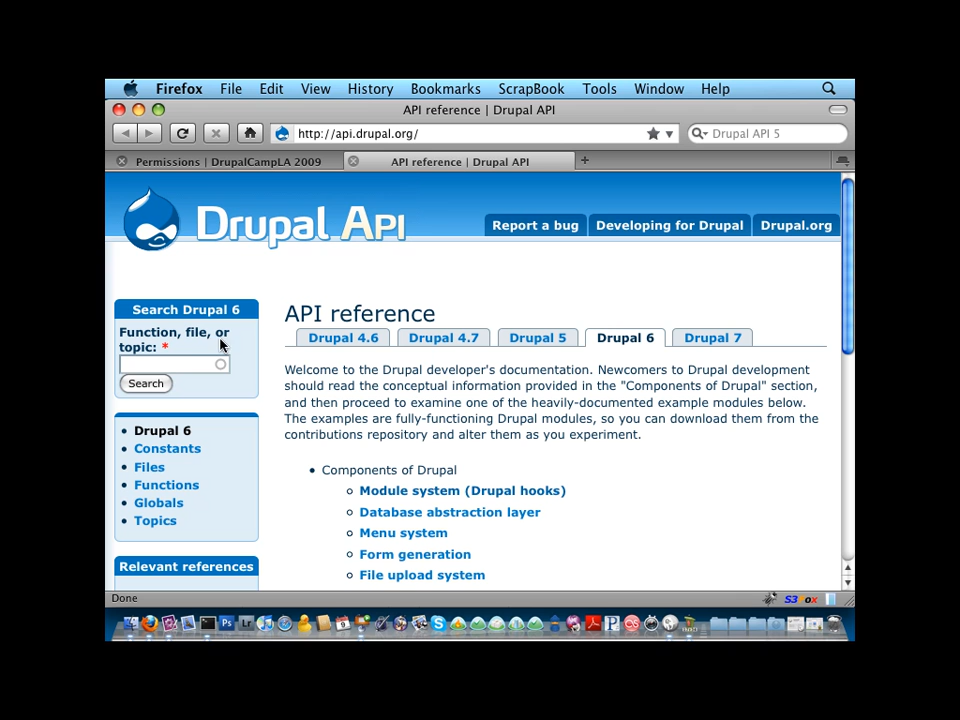 Firefox File Edit View History Bookmarks ScrapBook Tools Window Help
API reference | Drupal API
http://api.drupal.org/
Drupal API 5
Permissions | DrupalCampLA 2009
API reference | Drupal API
Drupal API
Report a bug
Developing for Drupal
Drupal.org
Search Drupal 6
Function, file, or
topic: *
Search
Drupal 6
Constants
Files
Functions
Globals
Topics
Relevant references
API reference
Drupal 4.6
Drupal 4.7
Drupal 5
Drupal 6
Drupal 7
Welcome to the Drupal developer's documentation. Newcomers to Drupal development
should read the conceptual information provided in the "Components of Drupal" section,
and then proceed to examine one of the heavily-documented example modules below.
The examples are fully-functioning Drupal modules, so you can download them from the
contributions repository and alter them as you experiment.
Components of Drupal
Module system (Drupal hooks)
Database abstraction layer
Menu system
Form generation
File upload system
Done
S3Fox
Ps
Lr